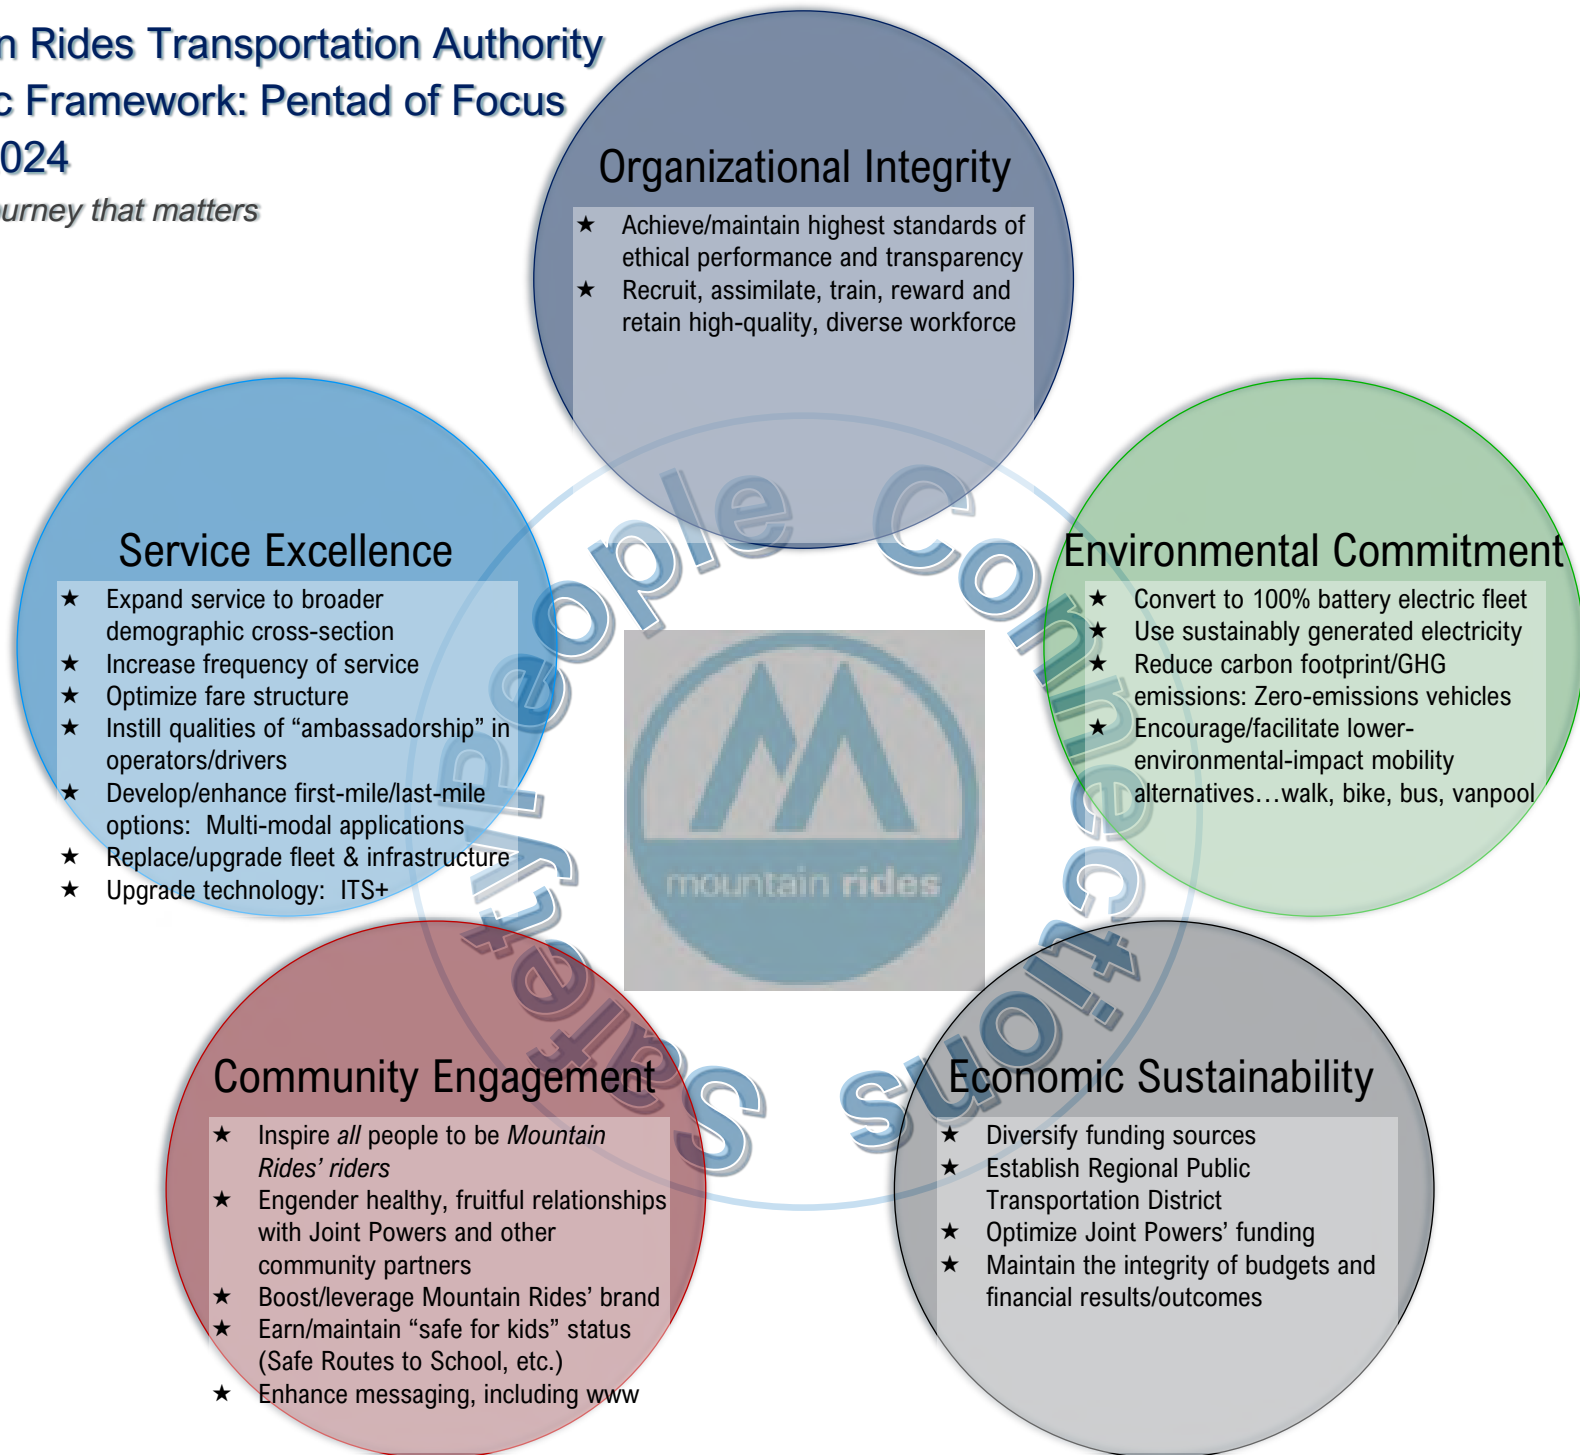 n Rides Transportation Authority
c Framework: Pentad of Focus
024
urney that matters
Organizational Integrity
★ Achieve/maintain highest standards of
ethical performance and transparency
★ Recruit, assimilate, train, reward and
retain high-quality, diverse workforce
Service Excellence
★ Expand service to broader
demographic cross-section
★ Increase frequency of service
★ Optimize fare structure
★ Instill qualities of “ambassadorship” in
operators/drivers
★ Develop/enhance first-mile/last-mile
options: Multi-modal applications
★ Replace/upgrade fleet & infrastructure
★ Upgrade technology: ITS+
Environmental Commitment
★ Convert to 100% battery electric fleet
★ Use sustainably generated electricity
★ Reduce carbon footprint/GHG
emissions: Zero-emissions vehicles
★ Encourage/facilitate lower-
environmental-impact mobility
alternatives…walk, bike, bus, vanpool
Safety People Connections
mountain rides
Community Engagement
★ Inspire all people to be Mountain
Rides’ riders
★ Engender healthy, fruitful relationships
with Joint Powers and other
community partners
★ Boost/leverage Mountain Rides’ brand
★ Earn/maintain “safe for kids” status
(Safe Routes to School, etc.)
★ Enhance messaging, including www
Economic Sustainability
★ Diversify funding sources
★ Establish Regional Public
Transportation District
★ Optimize Joint Powers’ funding
★ Maintain the integrity of budgets and
financial results/outcomes